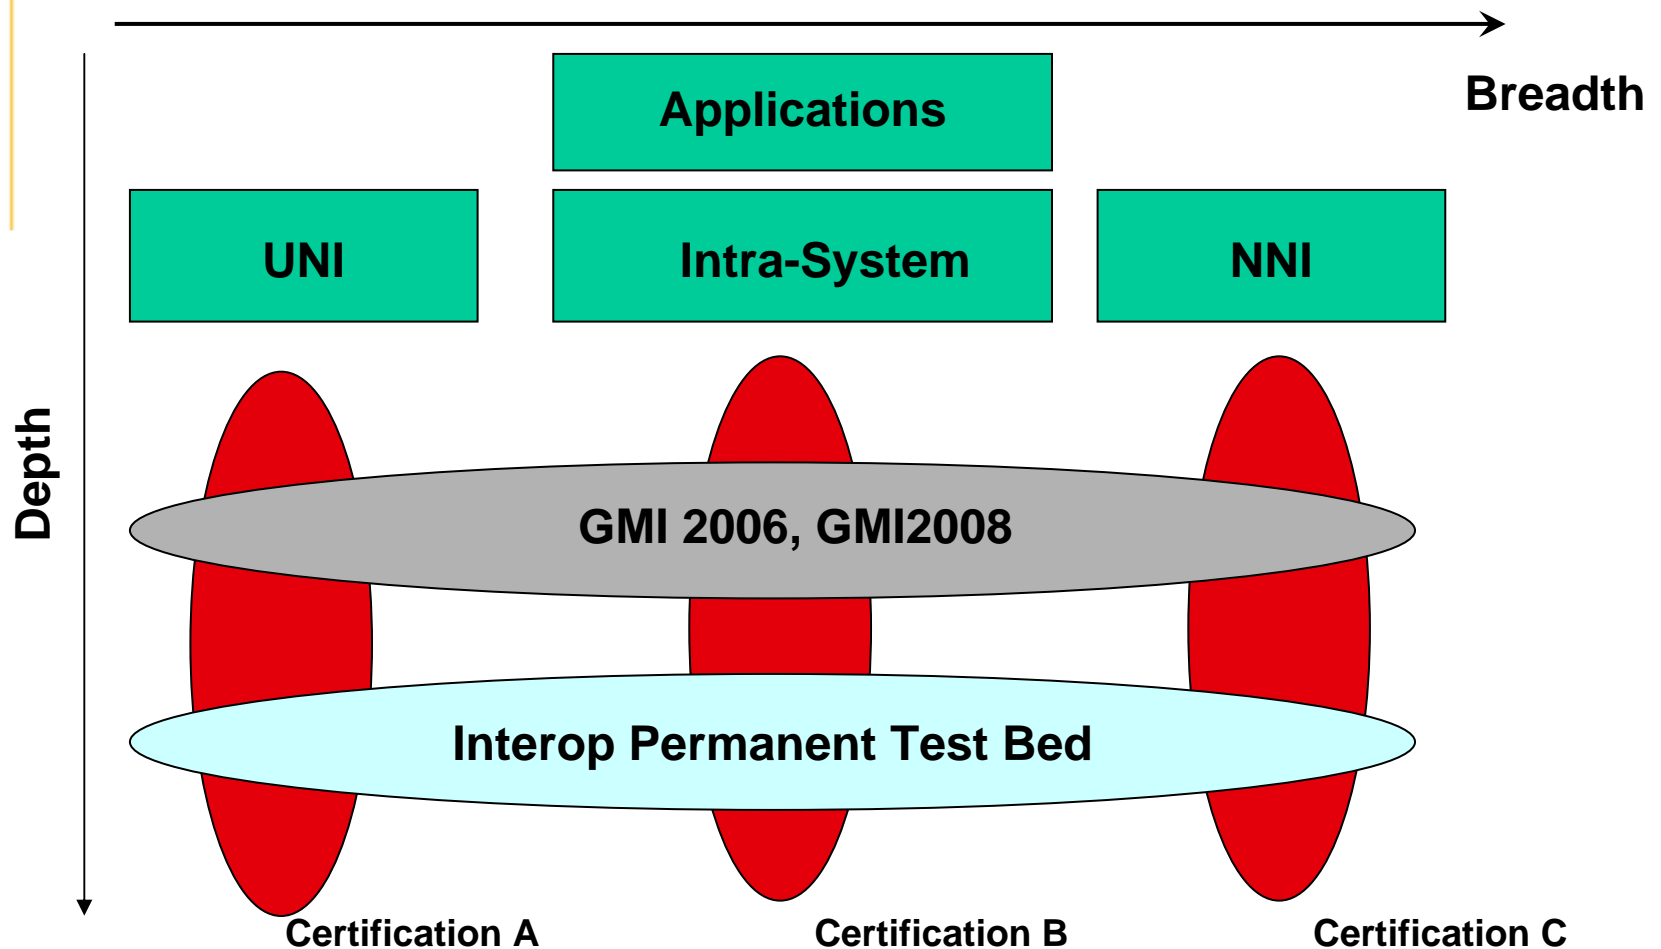 Breadth
Applications
UNI
Intra-System
NNI
Depth
GMI 2006, GMI2008
Interop Permanent Test Bed
Certification A
Certification B
Certification C